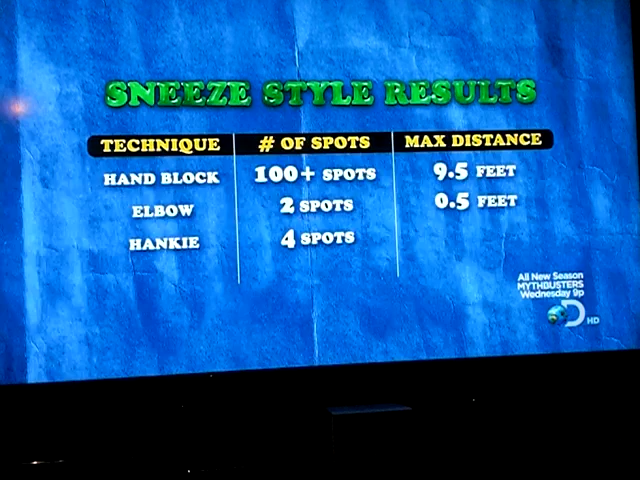 SNEEZE STYLE RESULTS
TECHNIQUE # OF SPOTS MAX DISTANCE
HAND BLOCK 100+ SPOTS 9.5 FEET
ELBOW 2 SPOTS 0.5 FEET
HANKIE 4 SPOTS
All New Season
MYTHBUSTERS
Wednesday 9p
D HD